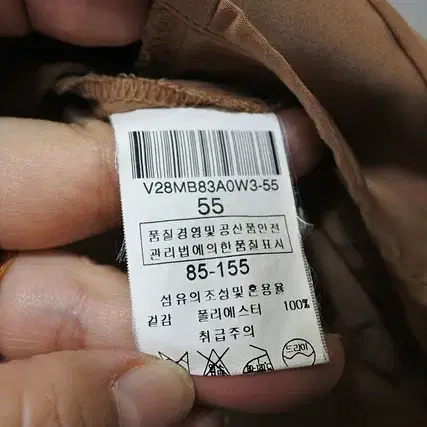 V28MB83A0W3-55
55
품질경영및공산품안전
관리법에의한품질표시
85-155
섬유의조성및혼용율
겉감 폴리에스터 100%
취급주의
드라이